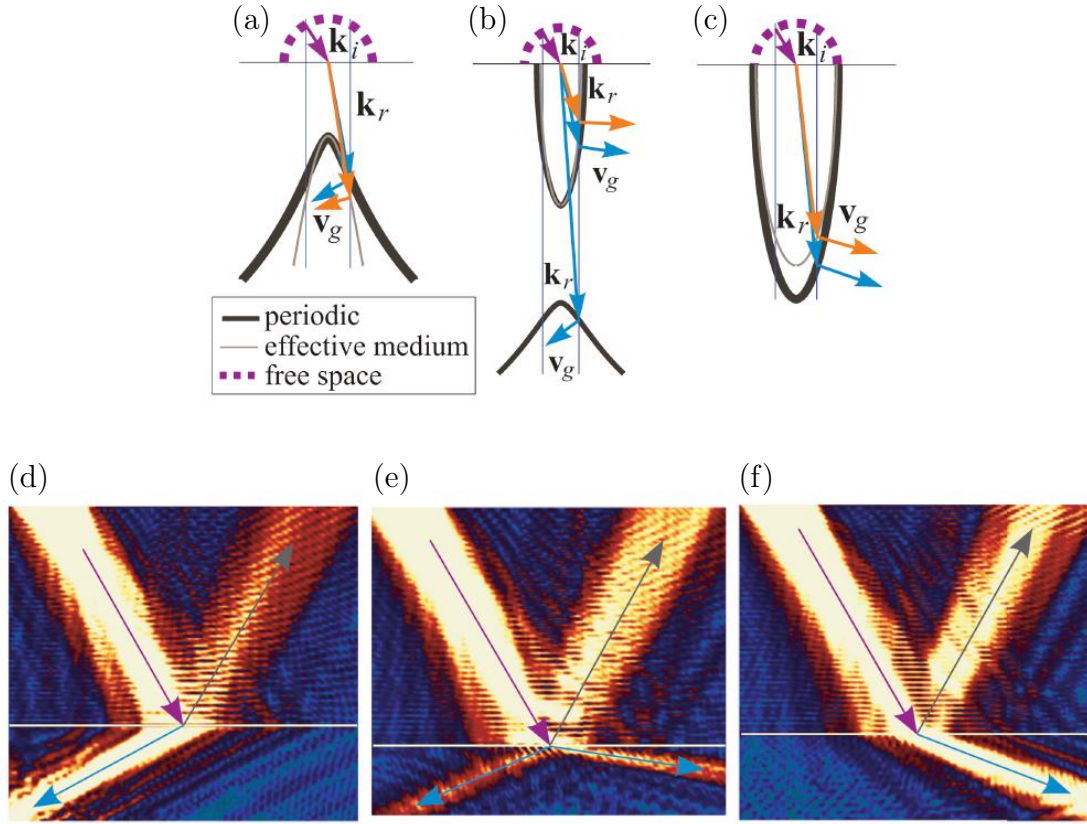 (a)
k_i
k_r
v_g
periodic
effective medium
free space
(b)
k_i
k_r
v_g
k_r
v_g
(c)
k_i
k_r
v_g
(d)
(e)
(f)